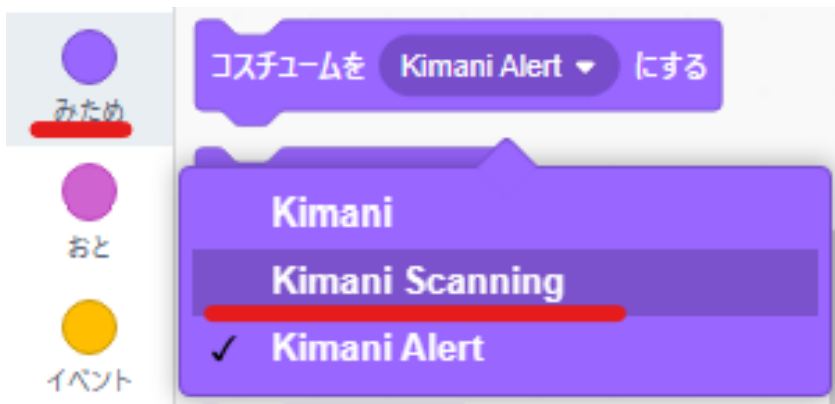 みため
おと
イベント
コスチュームを Kimani Alert にする
Kimani
Kimani Scanning
✓ Kimani Alert